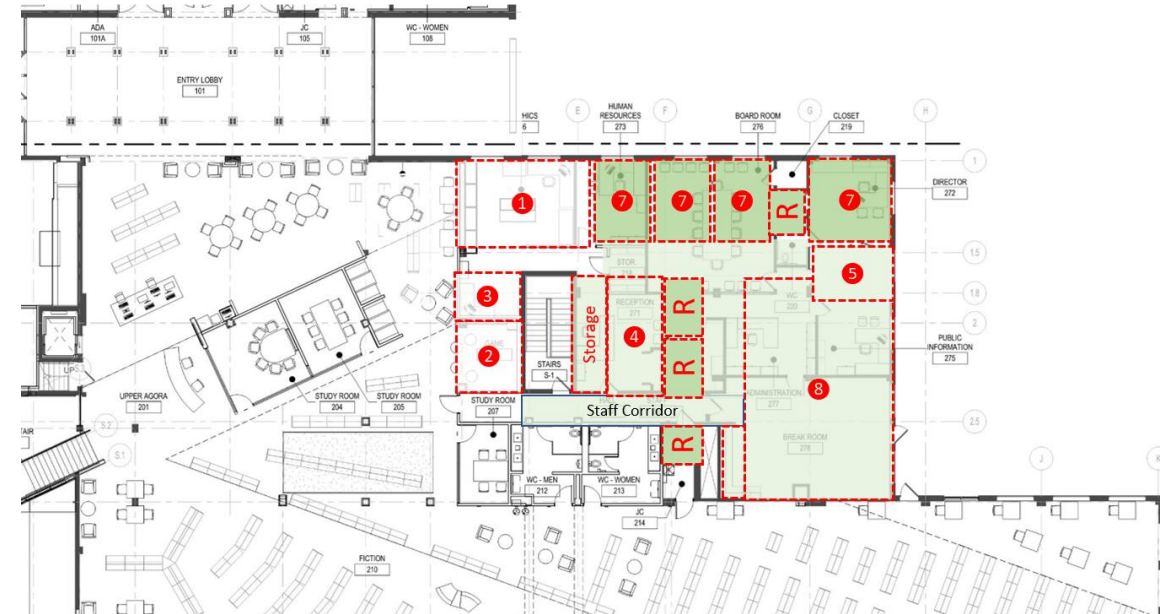 ADA
101A
JC
105
WC - WOMEN
108
ENTRY LOBBY
101
HICS
6
E
HUMAN
RESOURCES
273
F
BOARD ROOM
276
G
CLOSET
219
H
1
DIRECTOR
272
1
7
7
7
R
7
1.5
STOR.
5
3
RECEPTION
271
R
WC
220
1.8
2
Storage
4
PUBLIC
INFORMATION
275
2
R
STAIRS
S-1
UP
UPPER AGORA
201
STUDY ROOM
204
STUDY ROOM
205
STUDY ROOM
207
Staff Corridor
ADMINISTRATION
277
8
S.2
2.5
AIR
S.1
R
BREAK ROOM
278
J
K
WC - MEN
212
WC - WOMEN
213
JC
214
FICTION
210